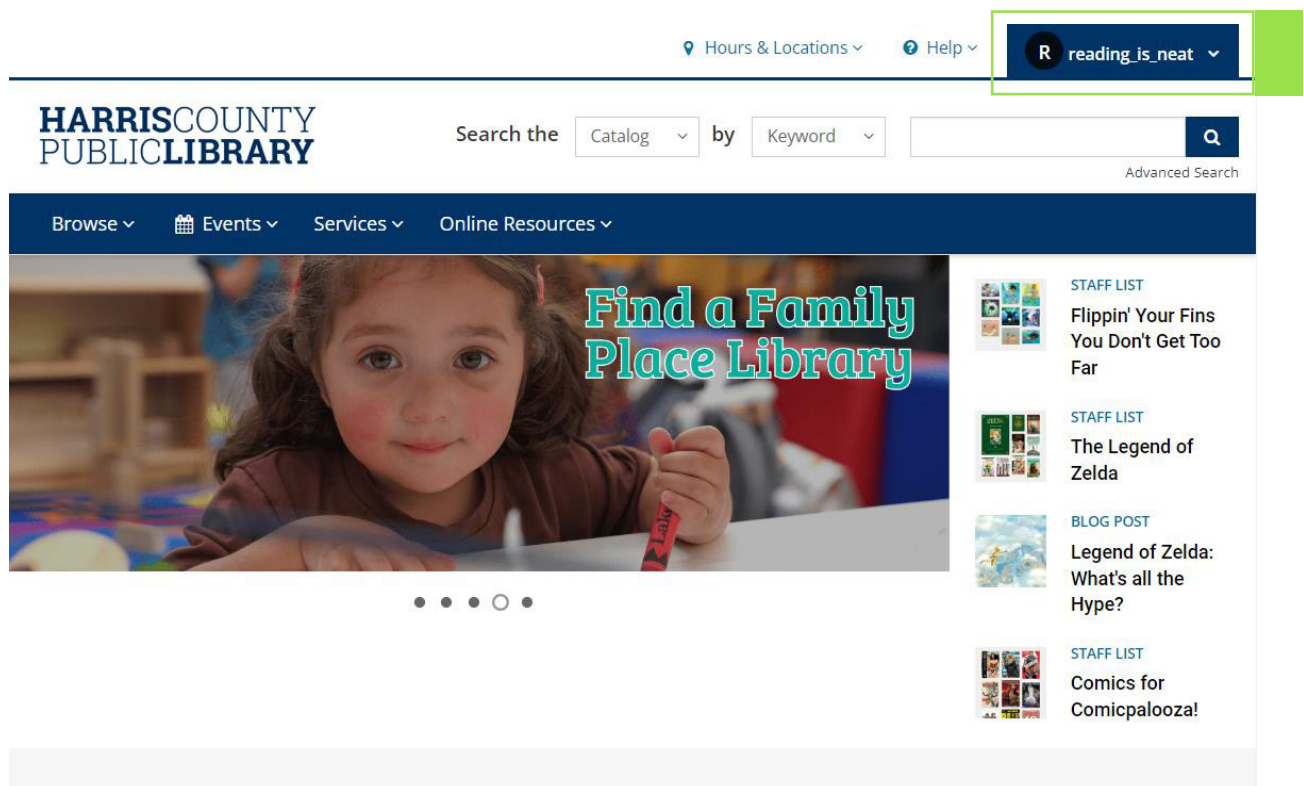 Hours & Locations
Help
R reading_is_neat
HARRISCOUNTY
PUBLICLIBRARY
Search the Catalog by Keyword
Advanced Search
Browse
Events
Services
Online Resources
Find a Family
Place Library
STAFF LIST
Flippin' Your Fins
You Don't Get Too
Far
STAFF LIST
The Legend of
Zelda
BLOG POST
Legend of Zelda:
What's all the
Hype?
STAFF LIST
Comics for
Comicpalooza!